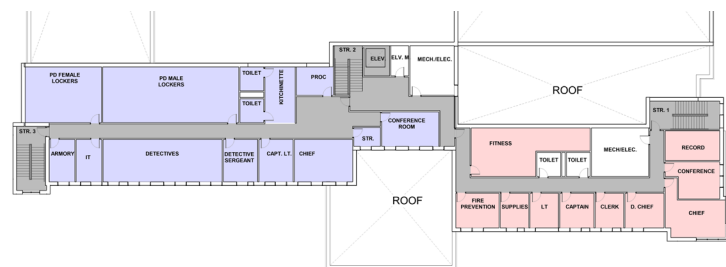 STR. 2
ELEV
ELV. M
MECH./ELEC.
PD FEMALE
LOCKERS
PD MALE
LOCKERS
TOILET
KITCHINETTE
PROC
TOILET
ROOF
STR. 1
STR. 3
CONFERENCE
ROOM
STR.
FITNESS
MECH/ELEC.
RECORD
ARMORY
IT
DETECTIVES
DETECTIVE
SERGEANT
CAPT. LT.
CHIEF
TOILET
TOILET
CONFERENCE
ROOF
FIRE
PREVENTION
SUPPLIES
LT
CAPTAIN
CLERK
D. CHIEF
CHIEF